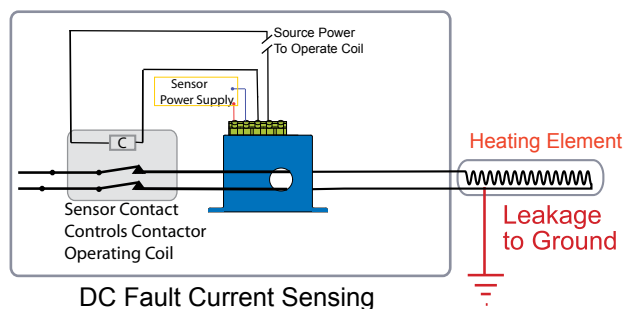 Source Power
To Operate Coil
Sensor
Power Supply
C
Heating Element
Sensor Contact
Controls Contactor
Operating Coil
Leakage
to Ground
DC Fault Current Sensing